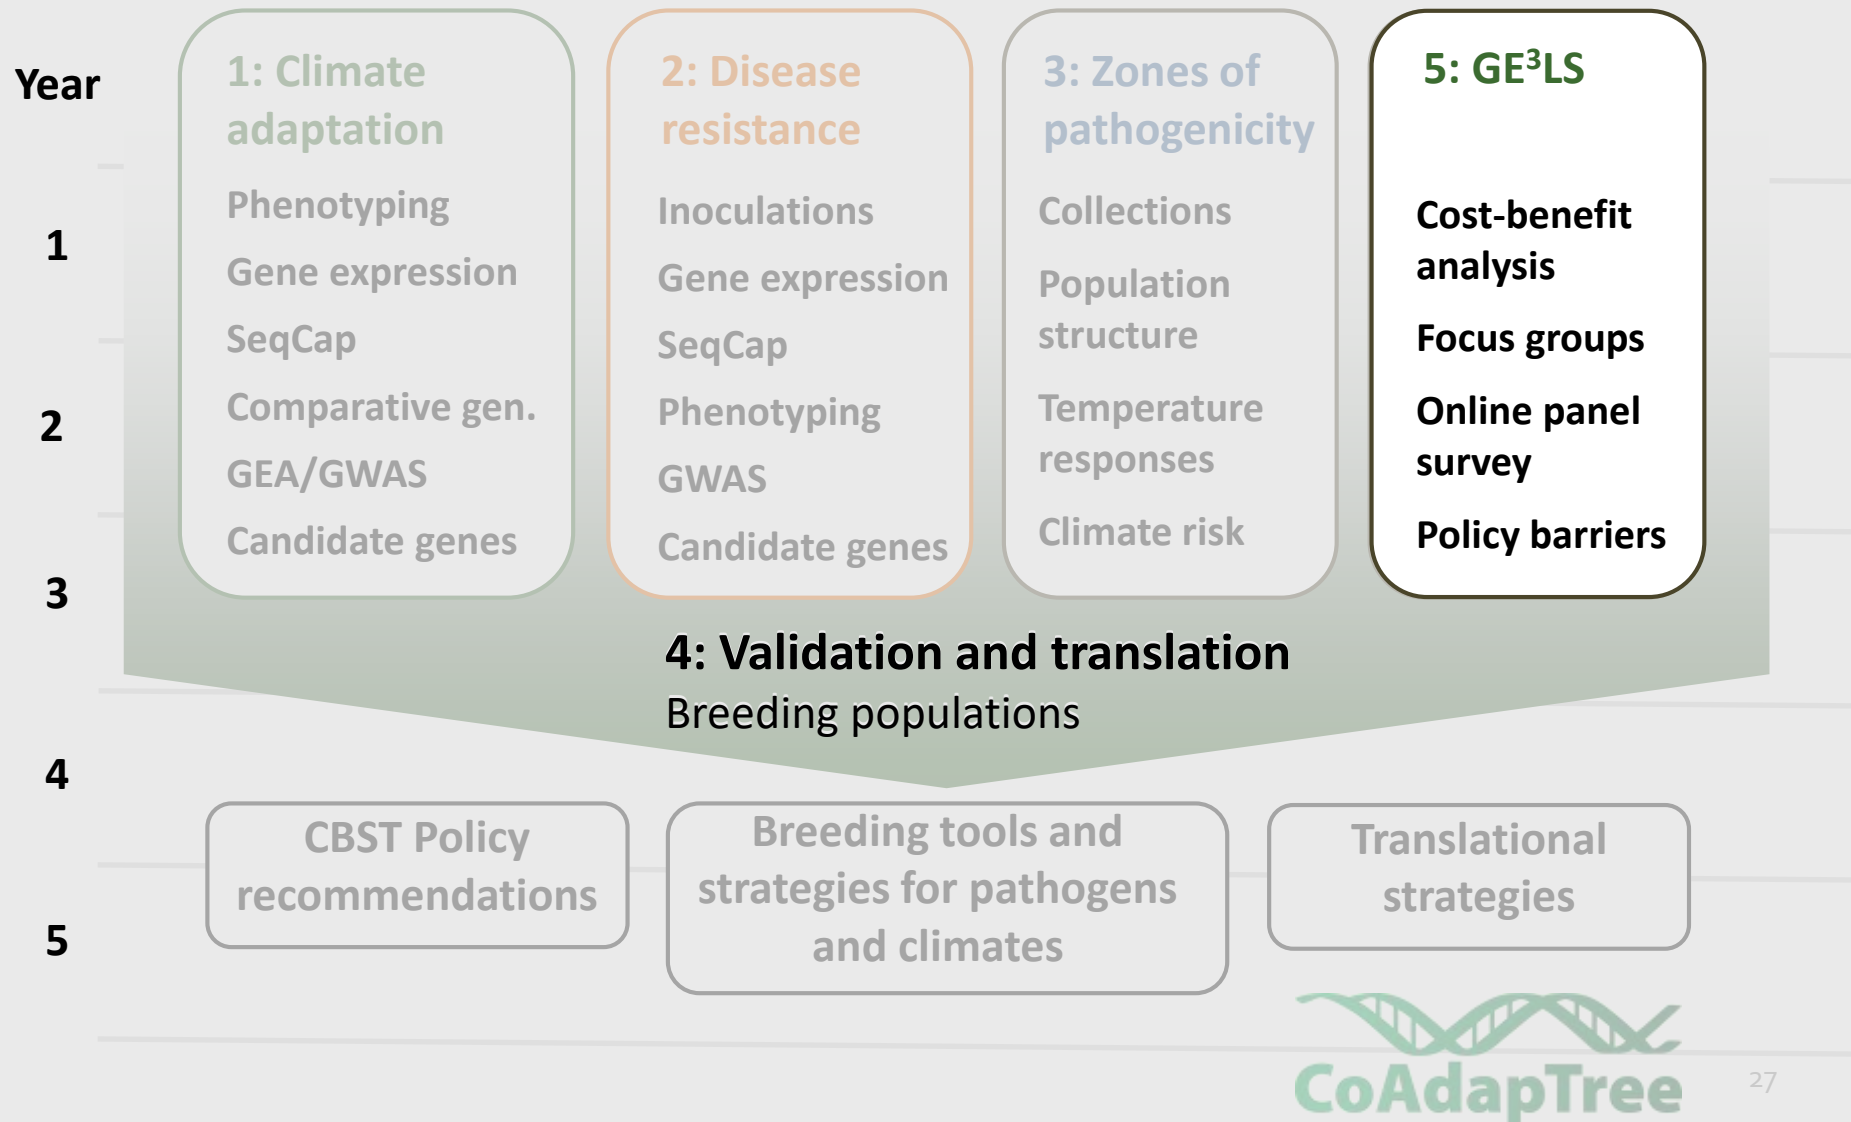 Year
1
2
3
4
5
1: Climate
adaptation
Phenotyping
Gene expression
SeqCap
Comparative gen.
GEA/GWAS
Candidate genes
2: Disease
resistance
Inoculations
Gene expression
SeqCap
Phenotyping
GWAS
Candidate genes
3: Zones of
pathogenicity
Collections
Population
structure
Temperature
responses
Climate risk
5: GE³LS
Cost-benefit
analysis
Focus groups
Online panel
survey
Policy barriers
4: Validation and translation
Breeding populations
CBST Policy
recommendations
Breeding tools and
strategies for pathogens
and climates
Translational
strategies
CoAdapTree
27